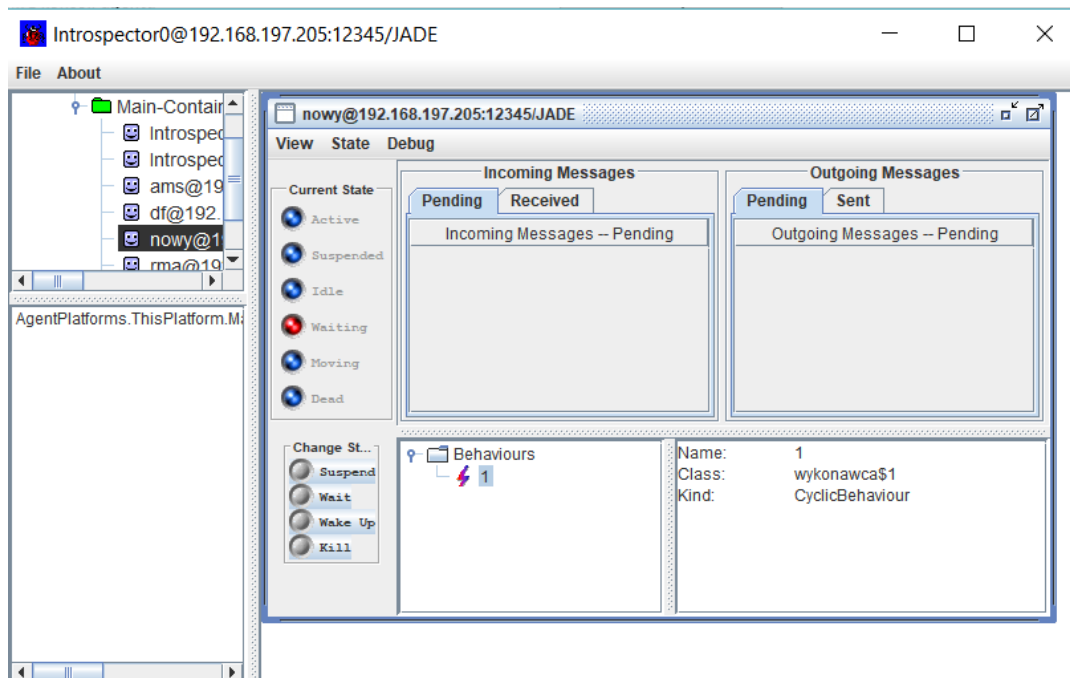 Introspector0@192.168.197.205:12345/JADE
File About
Main-Contair
Introspec
Introspec
ams@19
df@192.
nowy@1
rma@19
AgentPlatforms.ThisPlatform.Ma
nowy@192.168.197.205:12345/JADE
View State Debug
Current State
Active
Suspended
Idle
Waiting
Moving
Dead
Incoming Messages
Pending Received
Incoming Messages -- Pending
Outgoing Messages
Pending Sent
Outgoing Messages -- Pending
Change St...
Suspend
Wait
Wake Up
Kill
Behaviours
1
Name: 1
Class: wykonawca$1
Kind: CyclicBehaviour